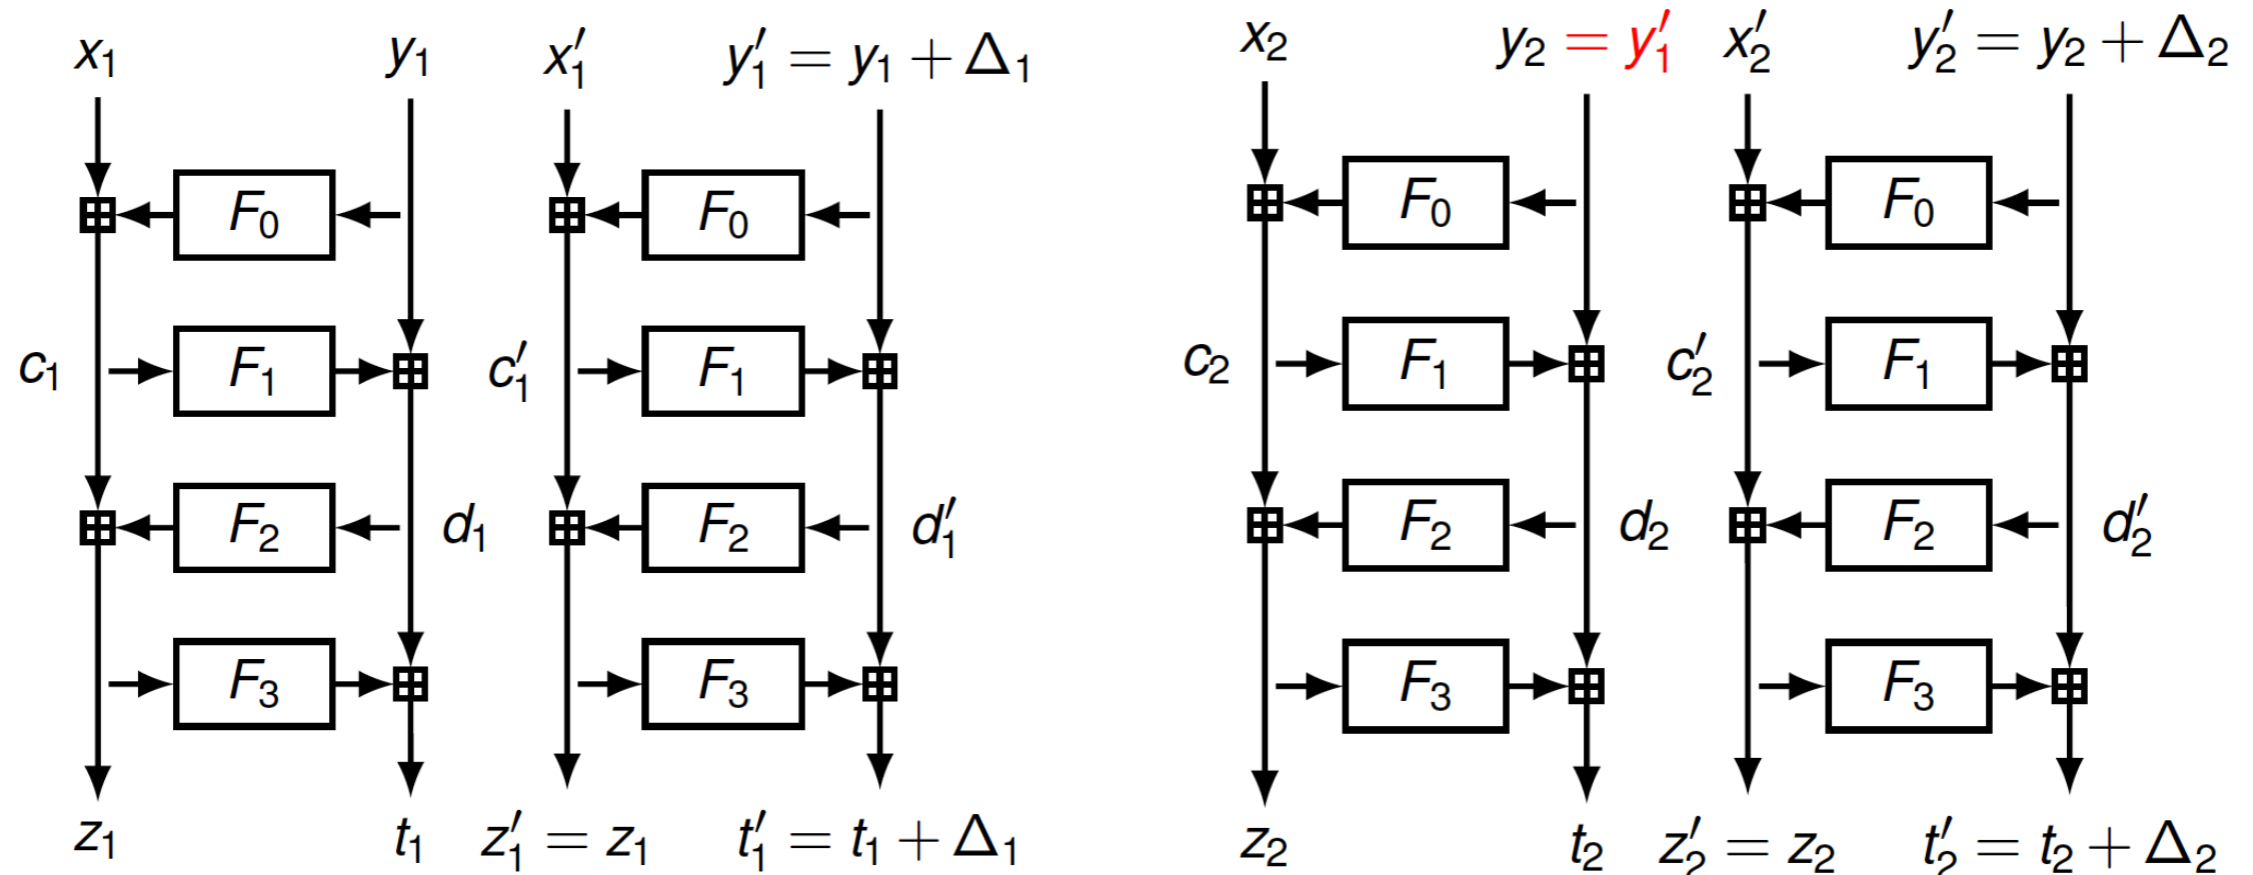 x₁ y₁ x′₁ y′₁ = y₁ + Δ₁ x₂ y₂ = y′₁ x′₂ y′₂ = y₂ + Δ₂
F₀ F₀ F₀ F₀
c₁ F₁ c′₁ F₁ c₂ F₁ c′₂ F₁
F₂ d₁ F₂ d′₁ F₂ d₂ F₂ d′₂
F₃ F₃ F₃ F₃
z₁ t₁ z′₁ = z₁ t′₁ = t₁ + Δ₁ z₂ t₂ z′₂ = z₂ t′₂ = t₂ + Δ₂